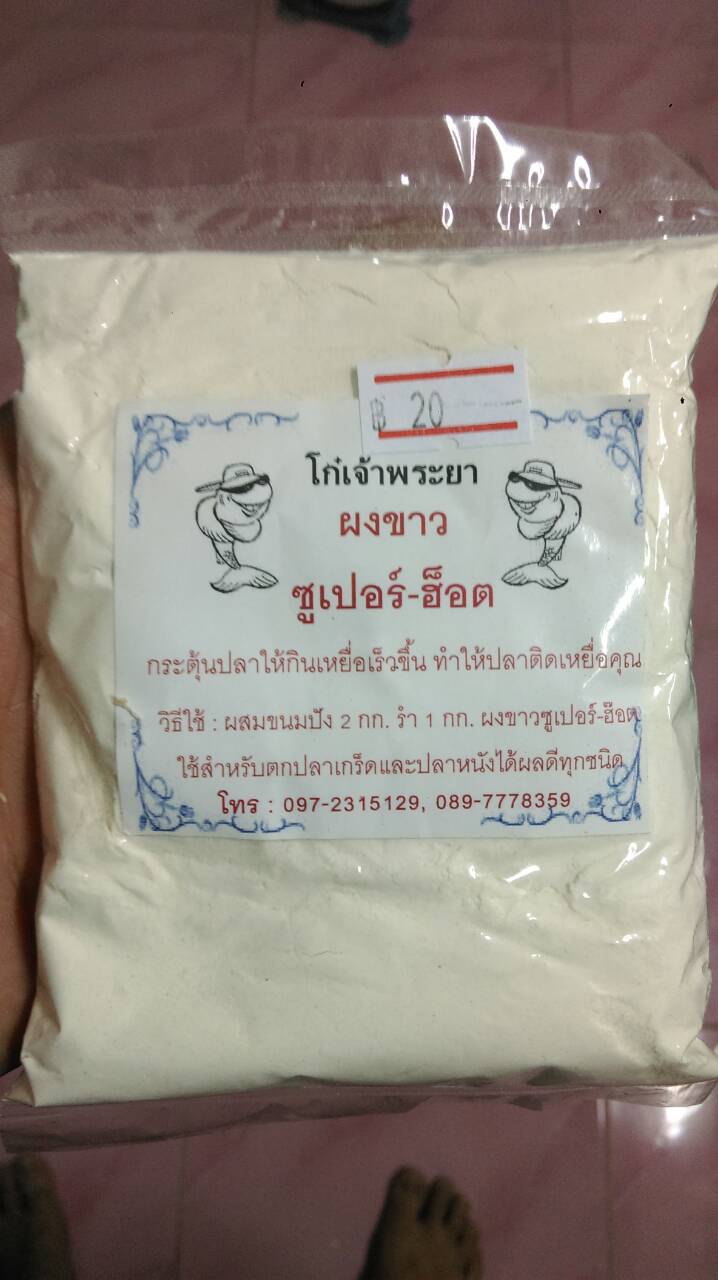 ฿ 20
โก๋เจ้าพระยา
ผงขาว
ซูเปอร์-ฮ็อต
กระตุ้นปลาให้กินเหยื่อเร็วขึ้น ทำให้ปลาติดเหยื่อคุณ
วิธีใช้ : ผสมขนมปัง 2 กก. รำ 1 กก. ผงขาวซูเปอร์-ฮ๊อต
ใช้สำหรับตกปลาเกร็ดและปลาหนังได้ผลดีทุกชนิด
โทร : 097-2315129, 089-7778359